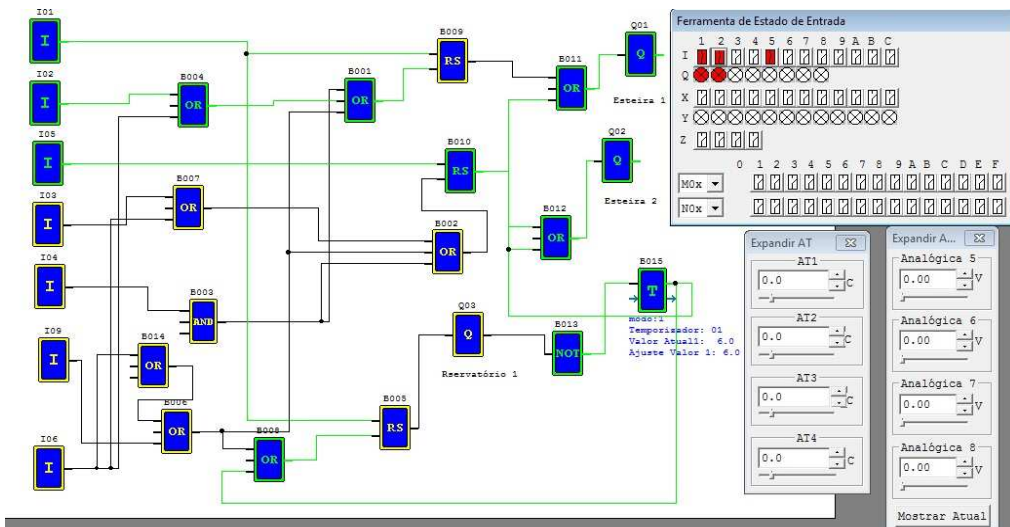 I01
I
I02
I
I05
I
I03
I
I04
I
I09
I
I06
I
B004
OR
B007
OR
B003
AND
B014
OR
B006
OR
B008
OR
B001
OR
B009
RS
B010
RS
B002
OR
B005
RS
Q03
Q
Rservatório 1
B011
OR
B012
OR
B013
NOT
Q01
Q
Esteira 1
Q02
Q
Esteira 2
B015
T
modo:1
Temporizador: 01
Valor Atual1: 6.0
Ajuste Valor 1: 6.0
Ferramenta de Estado de Entrada
1 2 3 4 5 6 7 8 9 A B C
I
Q
X
Y
Z
0 1 2 3 4 5 6 7 8 9 A B C D E F
M0x
N0x
Expandir AT
AT1
0.0 C
AT2
0.0 C
AT3
0.0 C
AT4
0.0 C
Expandir A...
Analógica 5
0.00 V
Analógica 6
0.00 V
Analógica 7
0.00 V
Analógica 8
0.00 V
Mostrar Atual